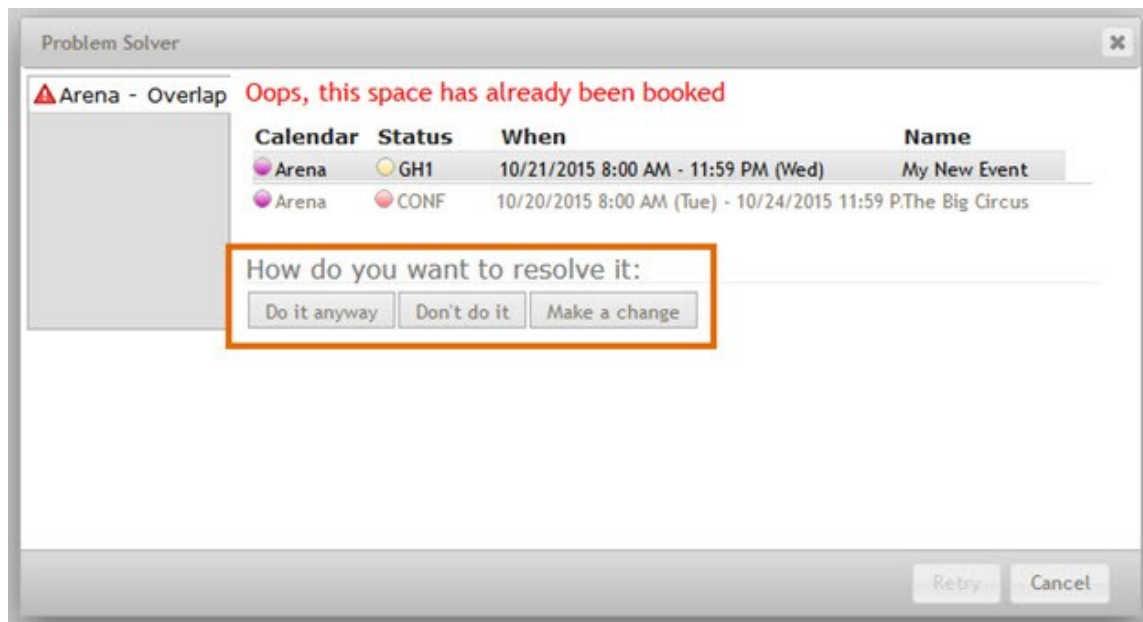 Problem Solver
Arena - Overlap
Oops, this space has already been booked
Calendar Status When Name
Arena GH1 10/21/2015 8:00 AM - 11:59 PM (Wed) My New Event
Arena CONF 10/20/2015 8:00 AM (Tue) - 10/24/2015 11:59 P.The Big Circus
How do you want to resolve it:
Do it anyway Don't do it Make a change
Retry Cancel